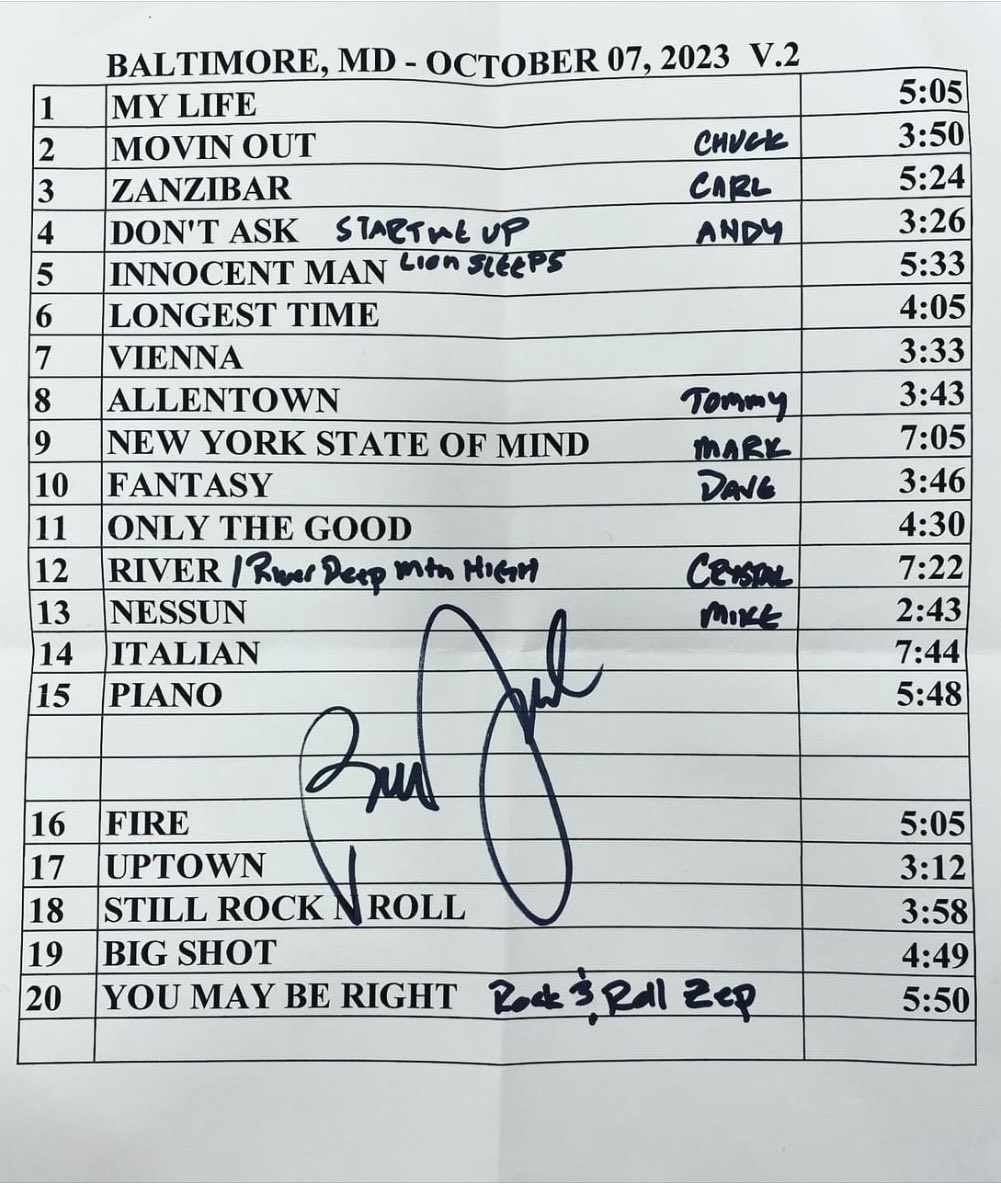 BALTIMORE, MD - OCTOBER 07, 2023 V.2
1 MY LIFE 5:05
2 MOVIN OUT CHUCK 3:50
3 ZANZIBAR CARL 5:24
4 DON'T ASK START ME UP ANDY 3:26
5 INNOCENT MAN LION SLEEPS 5:33
6 LONGEST TIME 4:05
7 VIENNA 3:33
8 ALLENTOWN TOMMY 3:43
9 NEW YORK STATE OF MIND MARK 7:05
10 FANTASY DAVE 3:46
11 ONLY THE GOOD 4:30
12 RIVER / River Deep Mtn HIGH CRYSTAL 7:22
13 NESSUN MIKE 2:43
14 ITALIAN 7:44
15 PIANO 5:48
Billy Joel
16 FIRE 5:05
17 UPTOWN 3:12
18 STILL ROCK N ROLL 3:58
19 BIG SHOT 4:49
20 YOU MAY BE RIGHT Rock & Roll Zep 5:50